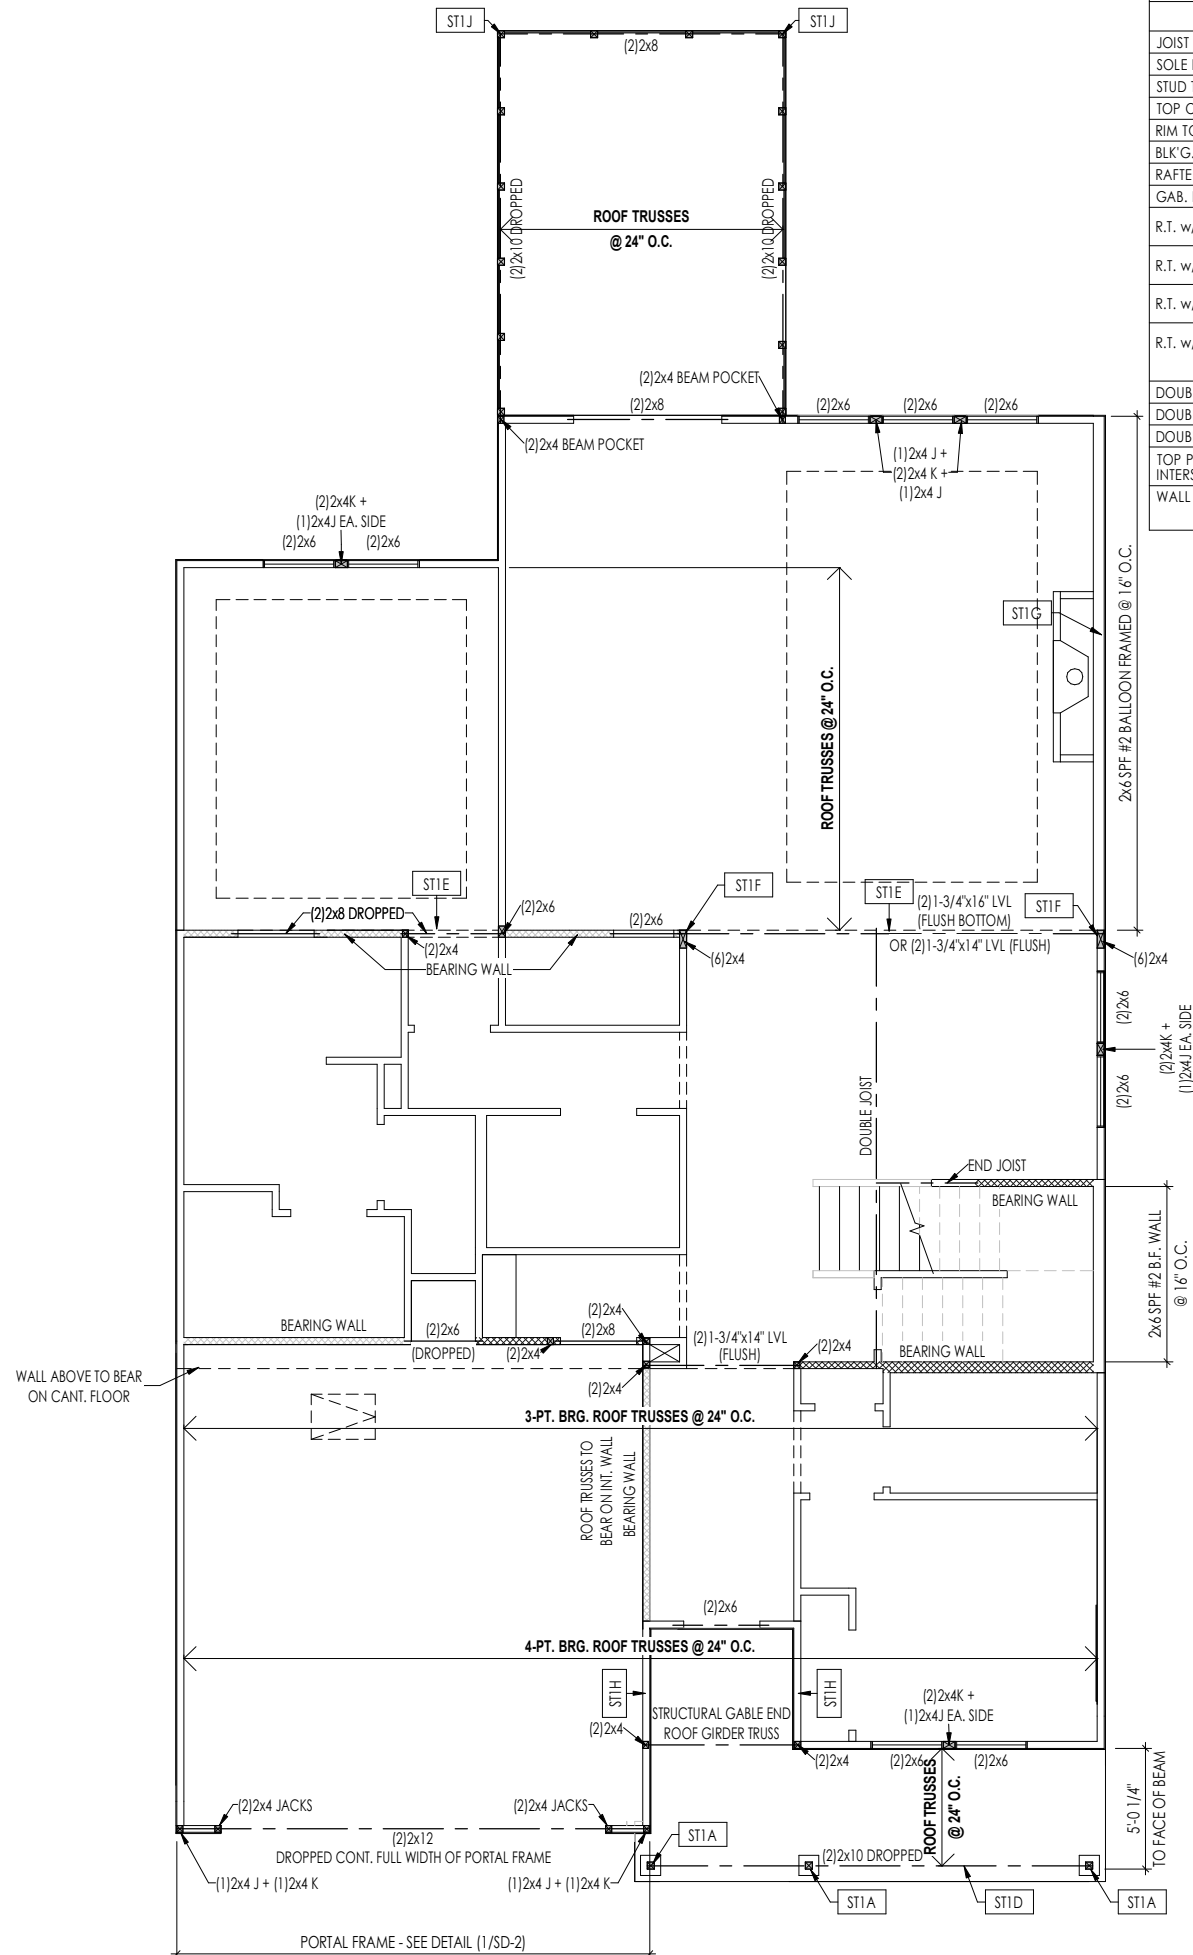 ST1J
ST1J
(2)2x8
JOIST
SOLE
STUD
TOP
RIM
BLK'G.
GAB.
R.T. w/
R.T. w/
R.T. w/
R.T. w/
DOUB
DOUB
DOUB
TOP P
INTERS
WALL
(2)2x10 DROPPED
ROOF TRUSSES
@ 24" O.C.
(2)2x10 DROPPED
(2)2x4 BEAM POCKET
(2)2x8
(2)2x6
(2)2x6
(2)2x6
(2)2x4 BEAM POCKET
(1)2x4 J +
(2)2x4 K +
(1)2x4 J
(2)2x4K +
(1)2x4J EA. SIDE
(2)2x6
(2)2x6
2x6 SPF #2 BALLOON FRAMED @ 16" O.C.
ST1G
ROOF TRUSSES @ 24" O.C.
ST1E
ST1F
ST1E
(2)1-3/4"x16" LVL
(FLUSH BOTTOM)
ST1F
(2)2x8 DROPPED
(2)2x6
(2)2x6
OR (2)1-3/4"x14" LVL (FLUSH)
(2)2x4
(6)2x4
(6)2x4
BEARING WALL
(2)2x6
(2)2x4K +
(1)2x4J EA. SIDE
(2)2x6
DOUBLE JOIST
END JOIST
BEARING WALL
2x6 SPF #2 B.F. WALL
@ 16" O.C.
BEARING WALL
(2)2x6
(DROPPED)
(2)2x4
(2)2x8
(2)2x4
(2)1-3/4"x14" LVL
(FLUSH)
(2)2x4
BEARING WALL
WALL ABOVE TO BEAR
ON CANT. FLOOR
(2)2x4
3-PT. BRG. ROOF TRUSSES @ 24" O.C.
ROOF TRUSSES TO
BEAR ON INT. WALL
BEARING WALL
(2)2x6
4-PT. BRG. ROOF TRUSSES @ 24" O.C.
ST1H
ST1H
(2)2x4K +
(1)2x4J EA. SIDE
STRUCTURAL GABLE END
ROOF GIRDER TRUSS
(2)2x4
(2)2x4
(2)2x6
(2)2x6
ROOF TRUSSES
@ 24" O.C.
5'-0 1/4"
TO FACE OF BEAM
(2)2x4 JACKS
(2)2x4 JACKS
(2)2x12
DROPPED CONT. FULL WIDTH OF PORTAL FRAME
ST1A
(2)2x10 DROPPED
(1)2x4 J + (1)2x4 K
(1)2x4 J + (1)2x4 K
ST1A
ST1D
ST1A
PORTAL FRAME - SEE DETAIL (1/SD-2)